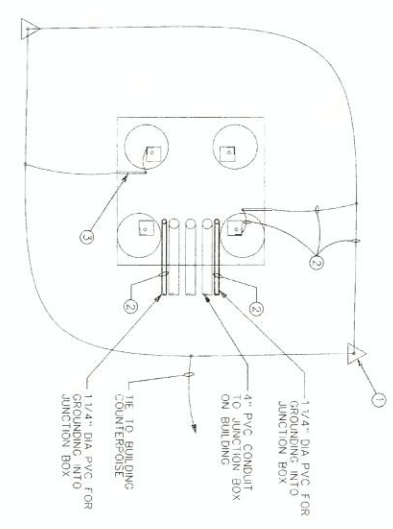 1 1/4" DIA PVC FOR
GROUNDING INTO
JUNCTION BOX
4" PVC CONDUIT
TO JUNCTION BOX
ON BUILDING
TIE TO BUILDING
COUNTERPOISE
1 1/4" DIA PVC FOR
GROUNDING INTO
JUNCTION BOX
1
2
2
2
3